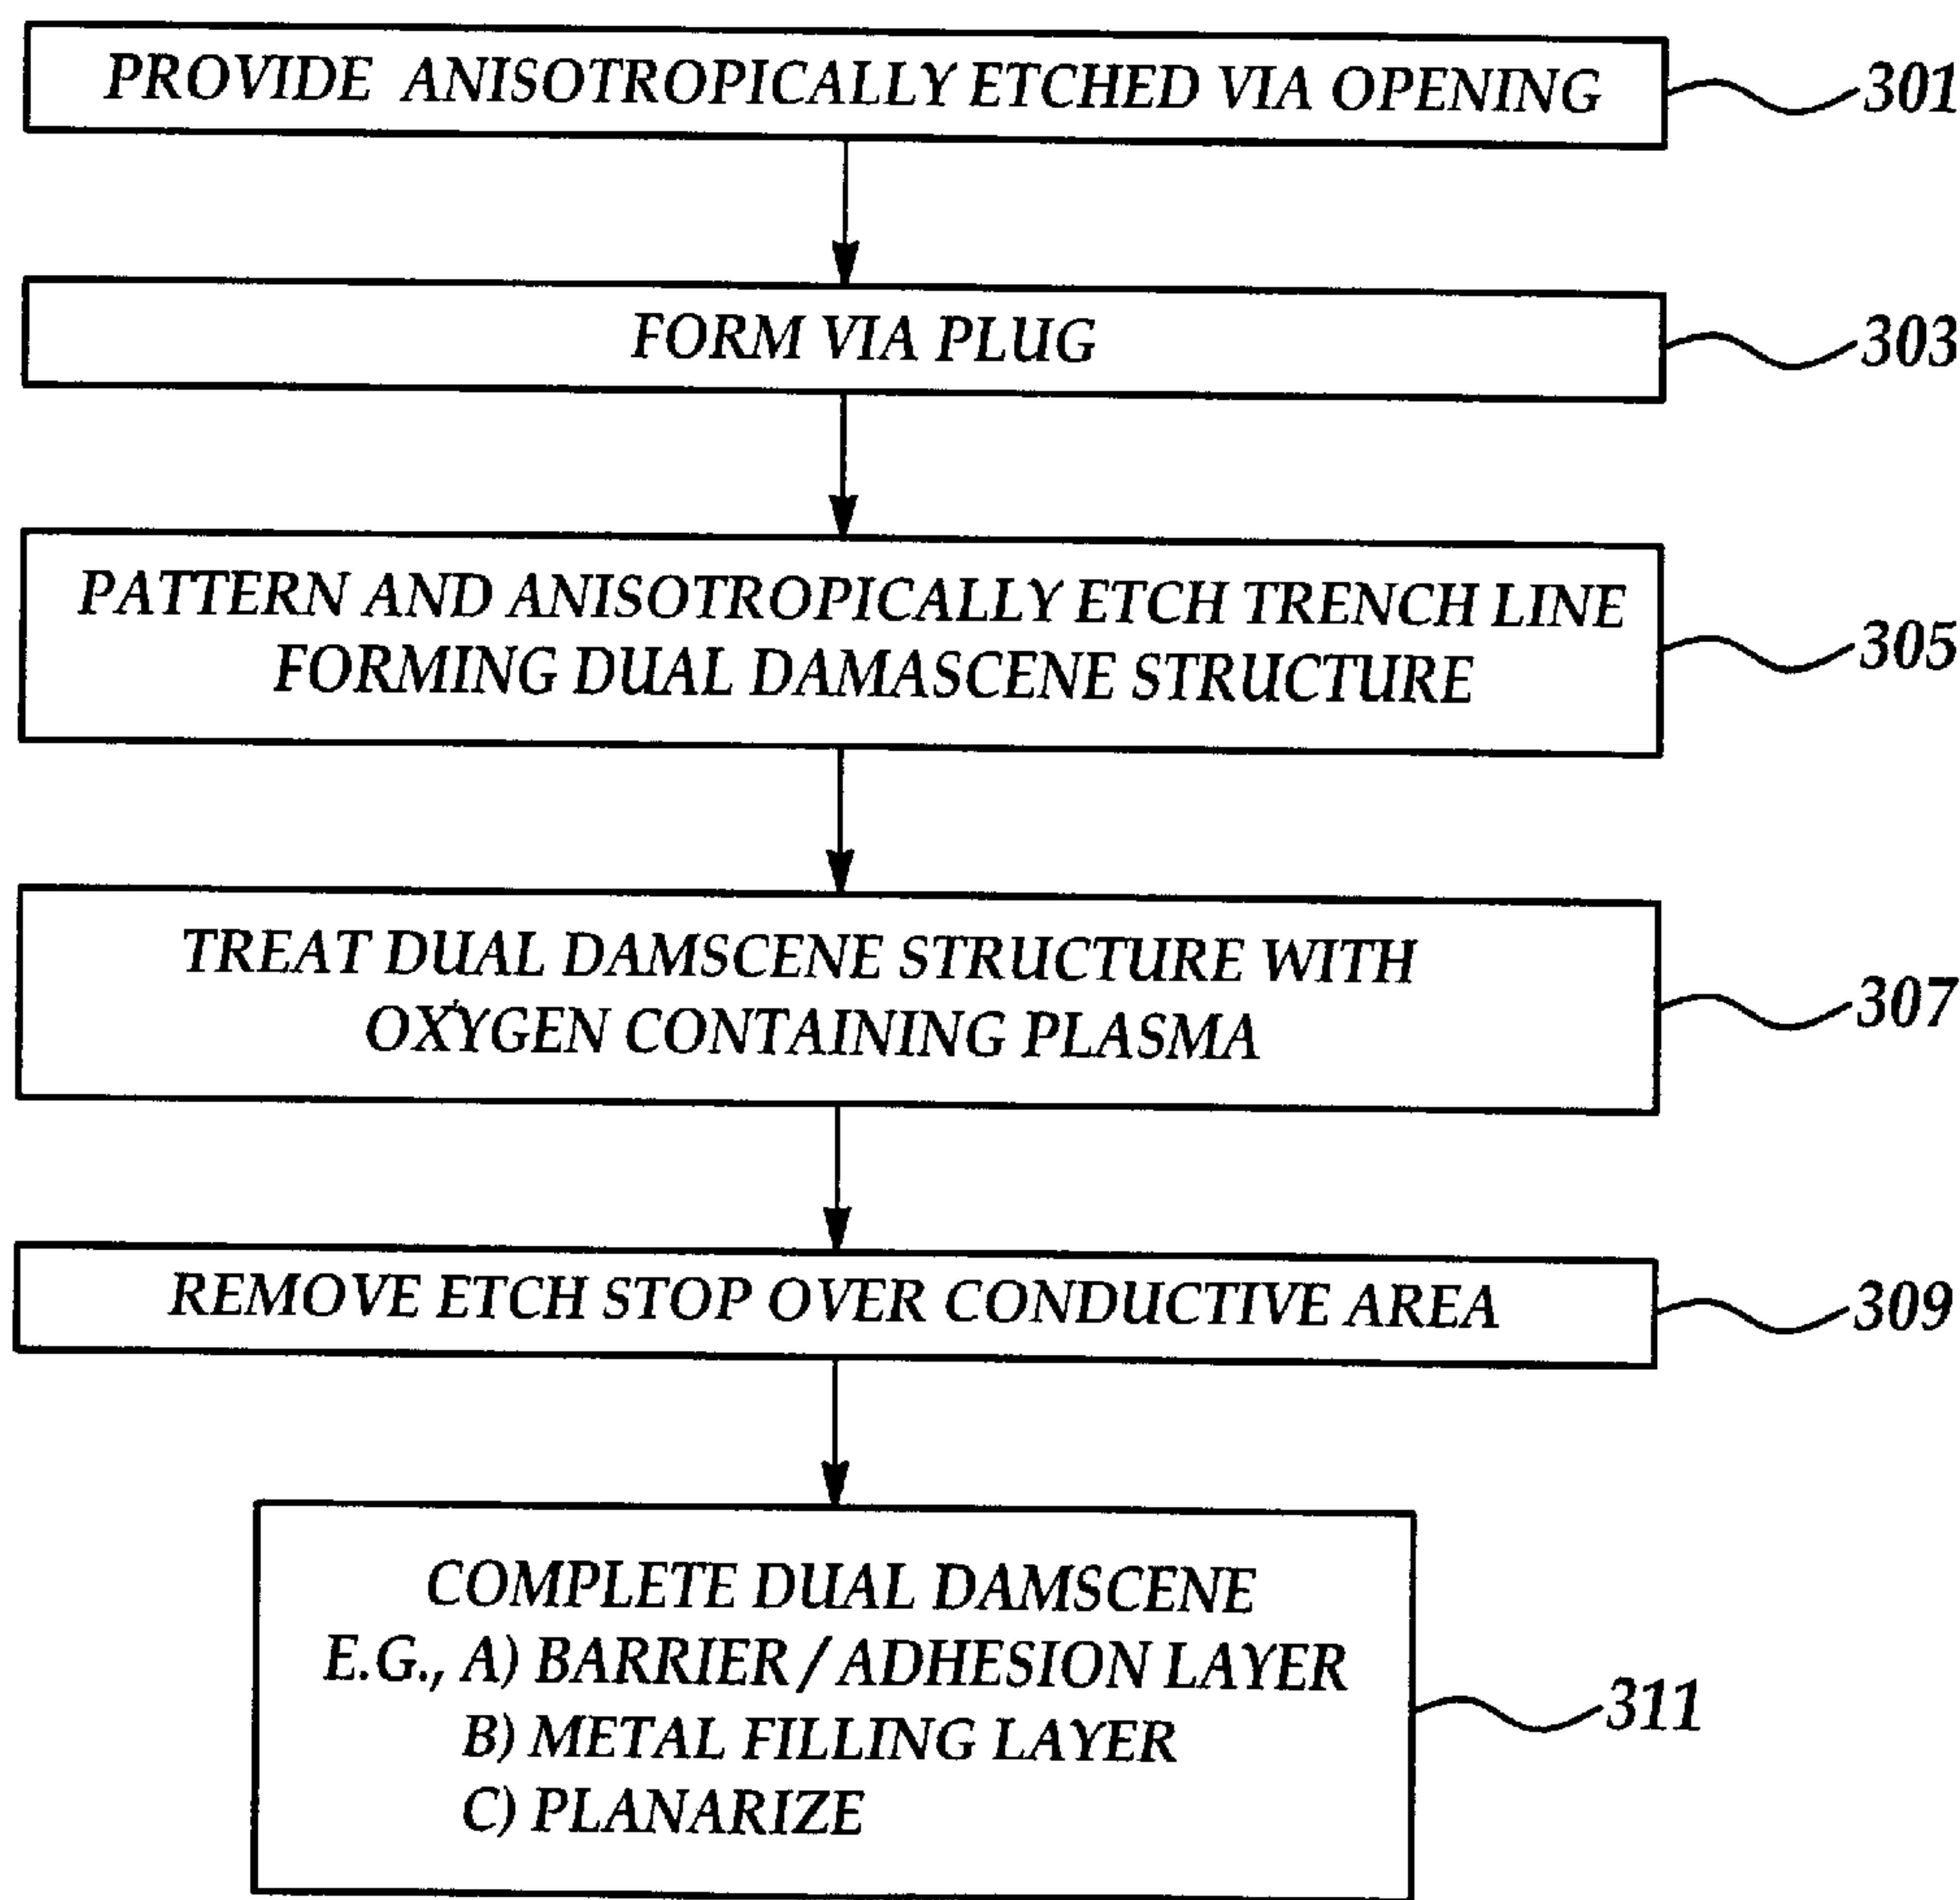 PROVIDE ANISOTROPICALLY ETCHED VIA OPENING
301
FORM VIA PLUG
303
PATTERN AND ANISOTROPICALLY ETCH TRENCH LINE
FORMING DUAL DAMASCENE STRUCTURE
305
TREAT DUAL DAMSCENE STRUCTURE WITH
OXYGEN CONTAINING PLASMA
307
REMOVE ETCH STOP OVER CONDUCTIVE AREA
309
COMPLETE DUAL DAMSCENE
E.G., A) BARRIER / ADHESION LAYER
B) METAL FILLING LAYER
C) PLANARIZE
311